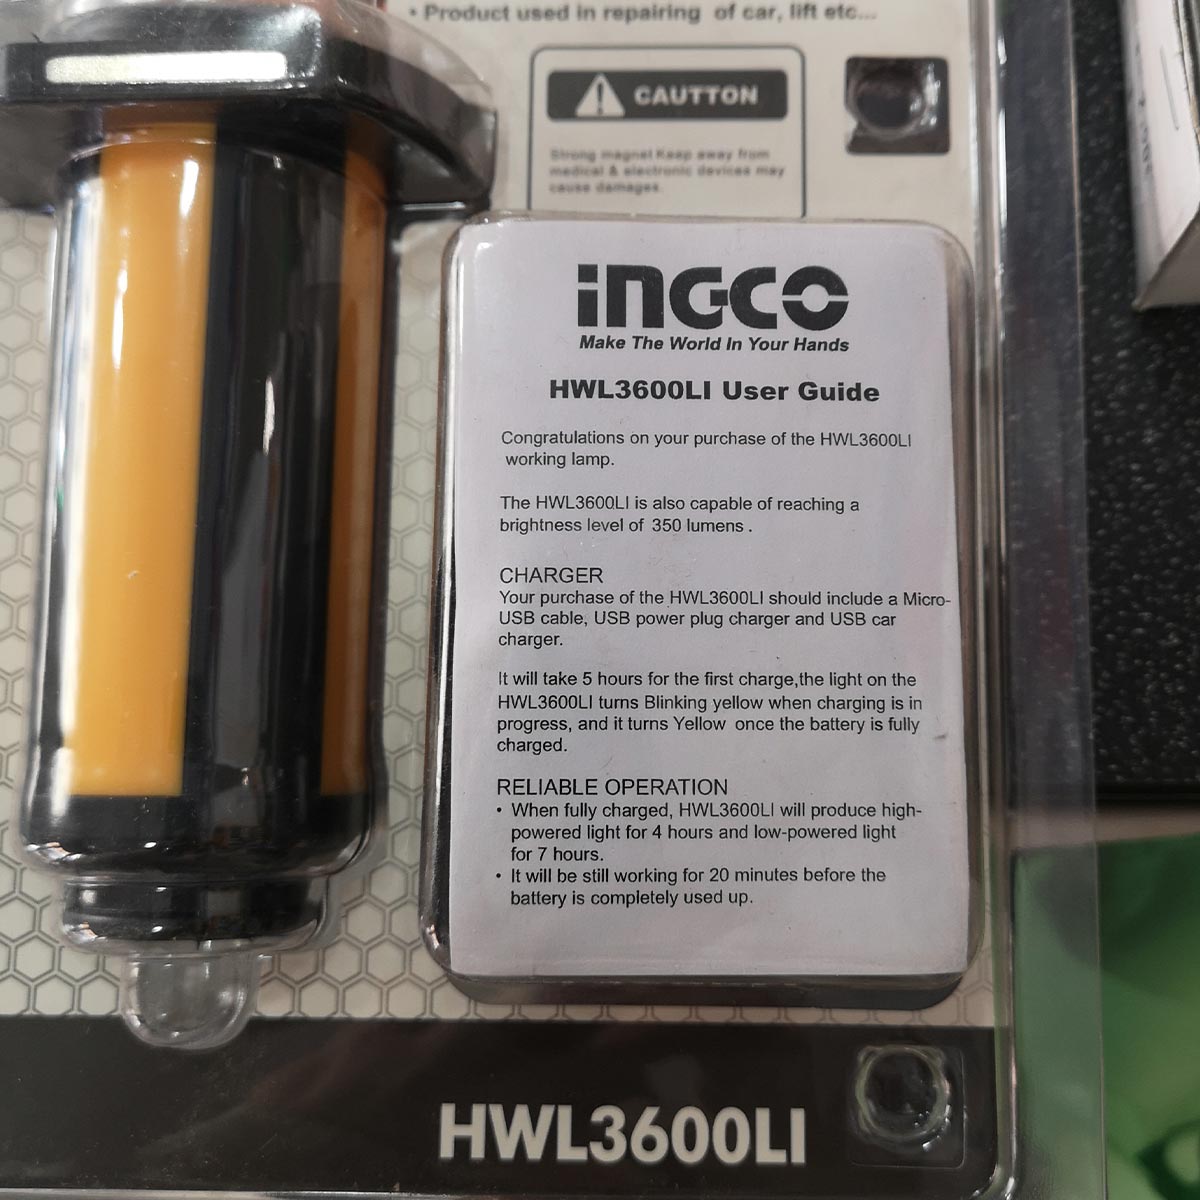 • Product used in repairing of car, lift etc...
CAUTTON
Strong magnet Keep away from
medical & electronic devices may
cause damages.
INGCO
Make The World In Your Hands
HWL3600LI User Guide
Congratulations on your purchase of the HWL3600LI
working lamp.
The HWL3600LI is also capable of reaching a
brightness level of 350 lumens .
CHARGER
Your purchase of the HWL3600LI should include a Micro-
USB cable, USB power plug charger and USB car
charger.
It will take 5 hours for the first charge,the light on the
HWL3600LI turns Blinking yellow when charging is in
progress, and it turns Yellow once the battery is fully
charged.
RELIABLE OPERATION
• When fully charged, HWL3600LI will produce high-
powered light for 4 hours and low-powered light
for 7 hours.
• It will be still working for 20 minutes before the
battery is completely used up.
HWL3600LI